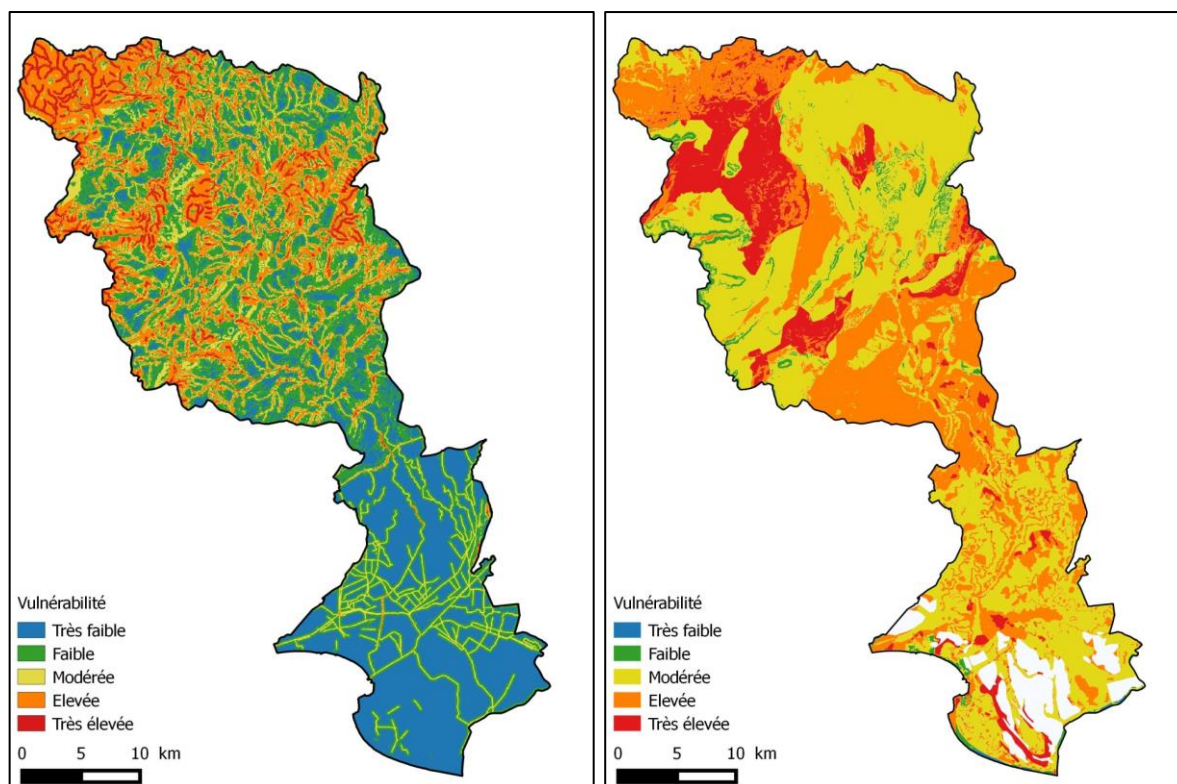 Vulnérabilité
Très faible
Faible
Modérée
Elevée
Très élevée
0 5 10 km
Vulnérabilité
Très faible
Faible
Modérée
Elevée
Très élevée
0 5 10 km